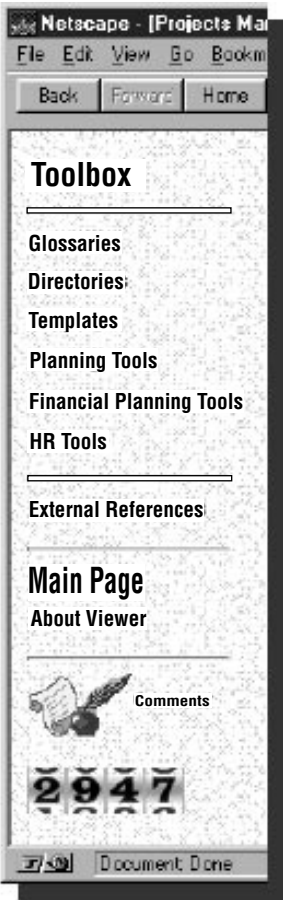 Netscape - [Projects Ma
File Edit View Go Bookm
Back Forward Home
Toolbox
Glossaries
Directories
Templates
Planning Tools
Financial Planning Tools
HR Tools
External References
Main Page
About Viewer
Comments
2947
Document: Done